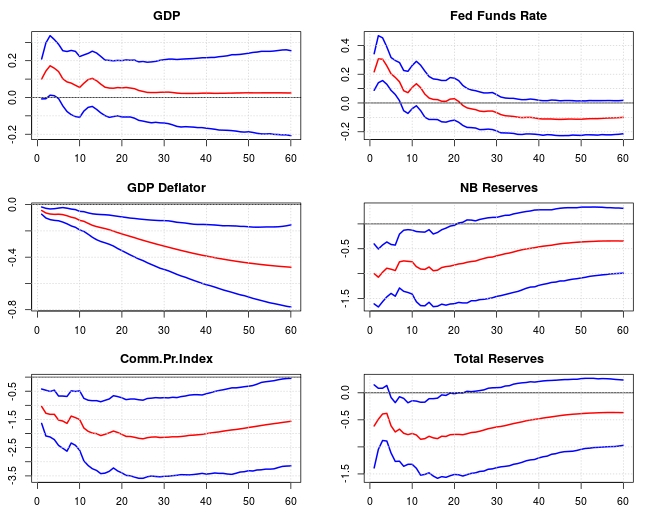 GDP
0.2
0.0
-0.2
0 10 20 30 40 50 60
Fed Funds Rate
0.4
0.2
0.0
-0.2
0 10 20 30 40 50 60
GDP Deflator
0.0
-0.4
-0.8
0 10 20 30 40 50 60
NB Reserves
-0.5
-1.5
0 10 20 30 40 50 60
Comm.Pr.Index
-0.5
-1.5
-2.5
-3.5
0 10 20 30 40 50 60
Total Reserves
0.0
-0.5
-1.5
0 10 20 30 40 50 60